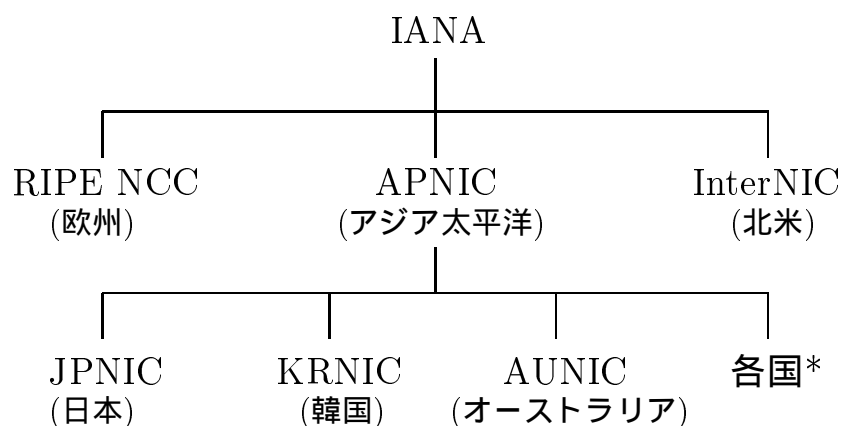 IANA
RIPE NCC APNIC InterNIC
(欧州) (アジア太平洋) (北米)
JPNIC KRNIC AUNIC 各国*
(日本) (韓国) (オーストラリア)